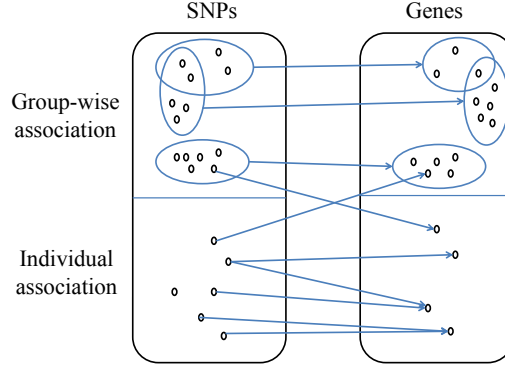 SNPs
Genes
Group-wise
association
Individual
association